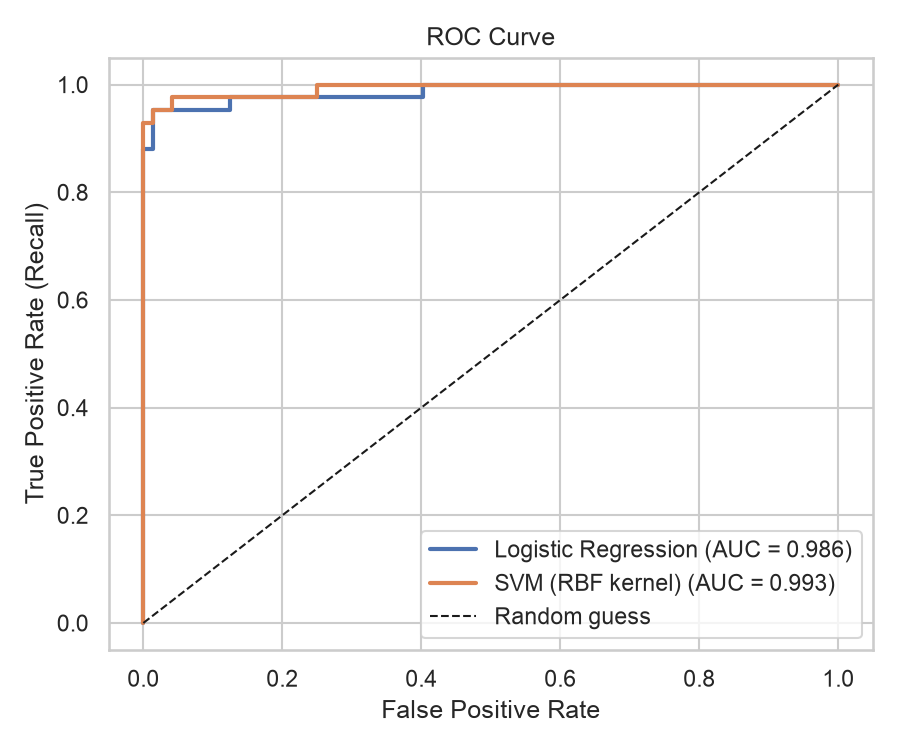 ROC Curve
True Positive Rate (Recall)
1.0
0.8
0.6
0.4
0.2
0.0
Logistic Regression (AUC = 0.986)
SVM (RBF kernel) (AUC = 0.993)
Random guess
0.0 0.2 0.4 0.6 0.8 1.0
False Positive Rate